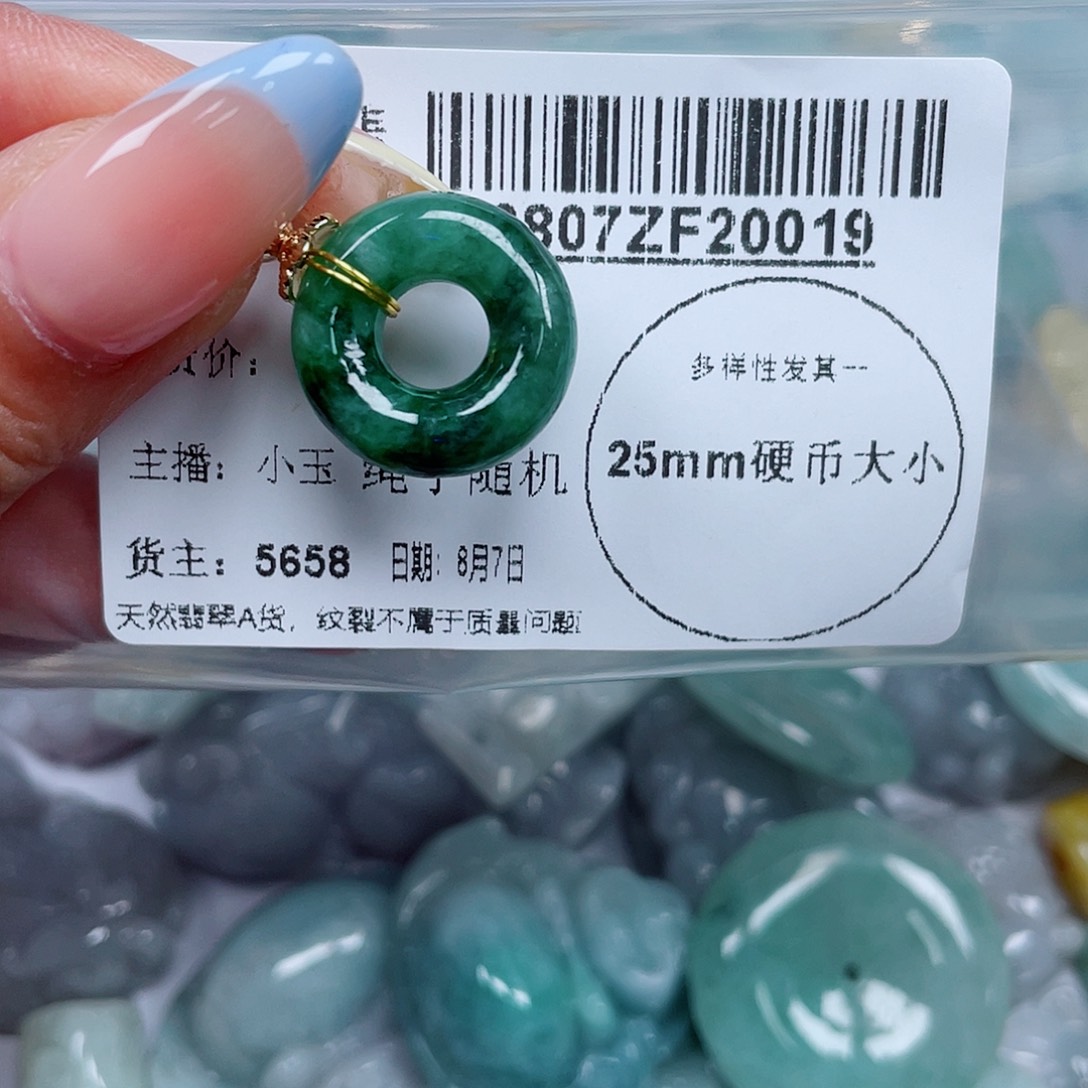 807ZF20019
价：
多样性发其一
主播：小玉 绳子随机
25mm硬币大小
货主：5658 日期：8月7日
天然翡翠A货，纹裂不属于质量问题